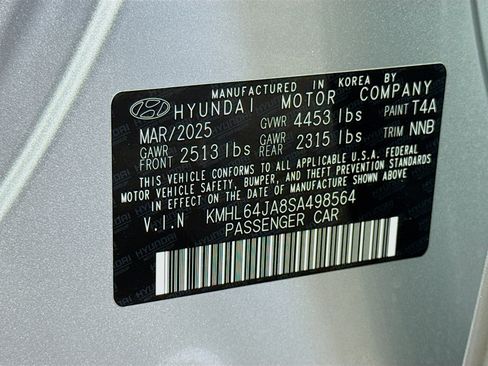 MANUFACTURED IN KOREA BY
HYUNDAI MOTOR COMPANY
MAR/2025 GVWR 4453 lbs PAINT T4A
GAWR FRONT 2513 lbs GAWR REAR 2315 lbs TRIM NNB
THIS VEHICLE CONFORMS TO ALL APPLICABLE U.S.A. FEDERAL
MOTOR VEHICLE SAFETY, BUMPER, AND THEFT PREVENTION
STANDARDS IN EFFECT ON THE DATE OF MANUFACTURE SHOWN ABOVE.
V.I.N KMHL64JA8SA498564
PASSENGER CAR